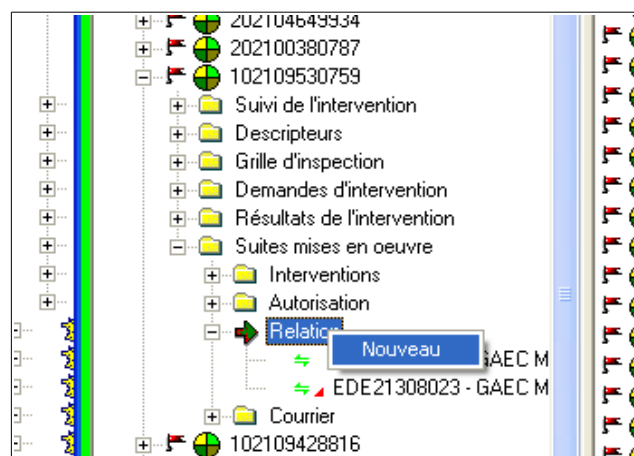 202104649934
202100380787
102109530759
Suivi de l'intervention
Descripteurs
Grille d'inspection
Demandes d'intervention
Résultats de l'intervention
Suites mises en oeuvre
Interventions
Autorisation
Relation
Nouveau
GAEC M
EDE21308023 - GAEC M
Courrier
102109428816